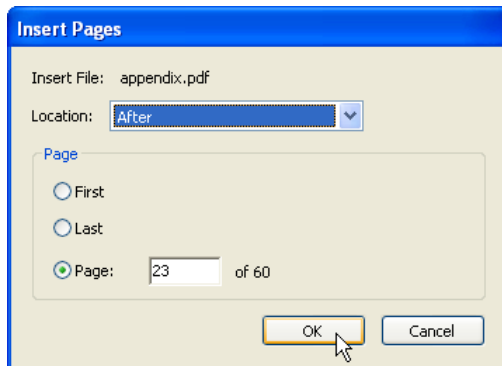 Insert Pages
Insert File: appendix.pdf
Location: After
Page
First
Last
Page: 23 of 60
OK Cancel